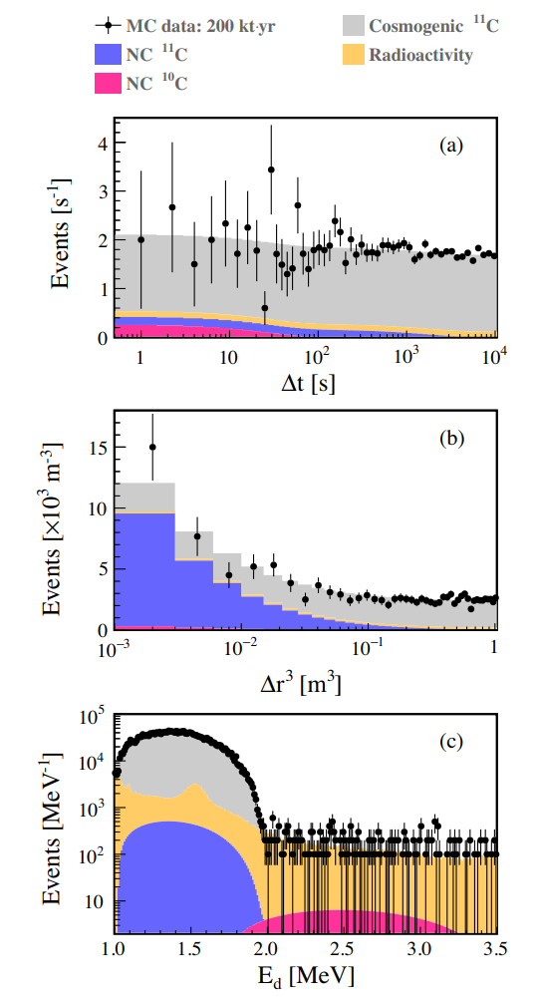 MC data: 200 kt·yr
Cosmogenic ¹¹C
NC ¹¹C
Radioactivity
NC ¹⁰C
(a)
Events [s⁻¹]
4
3
2
1
0
1 10 10² 10³ 10⁴
Δt [s]
(b)
Events [×10³ m⁻³]
15
10
5
0
10⁻³ 10⁻² 10⁻¹ 1
Δr³ [m³]
(c)
Events [MeV⁻¹]
10⁵
10⁴
10³
10²
10
1.0 1.5 2.0 2.5 3.0 3.5
E_d [MeV]